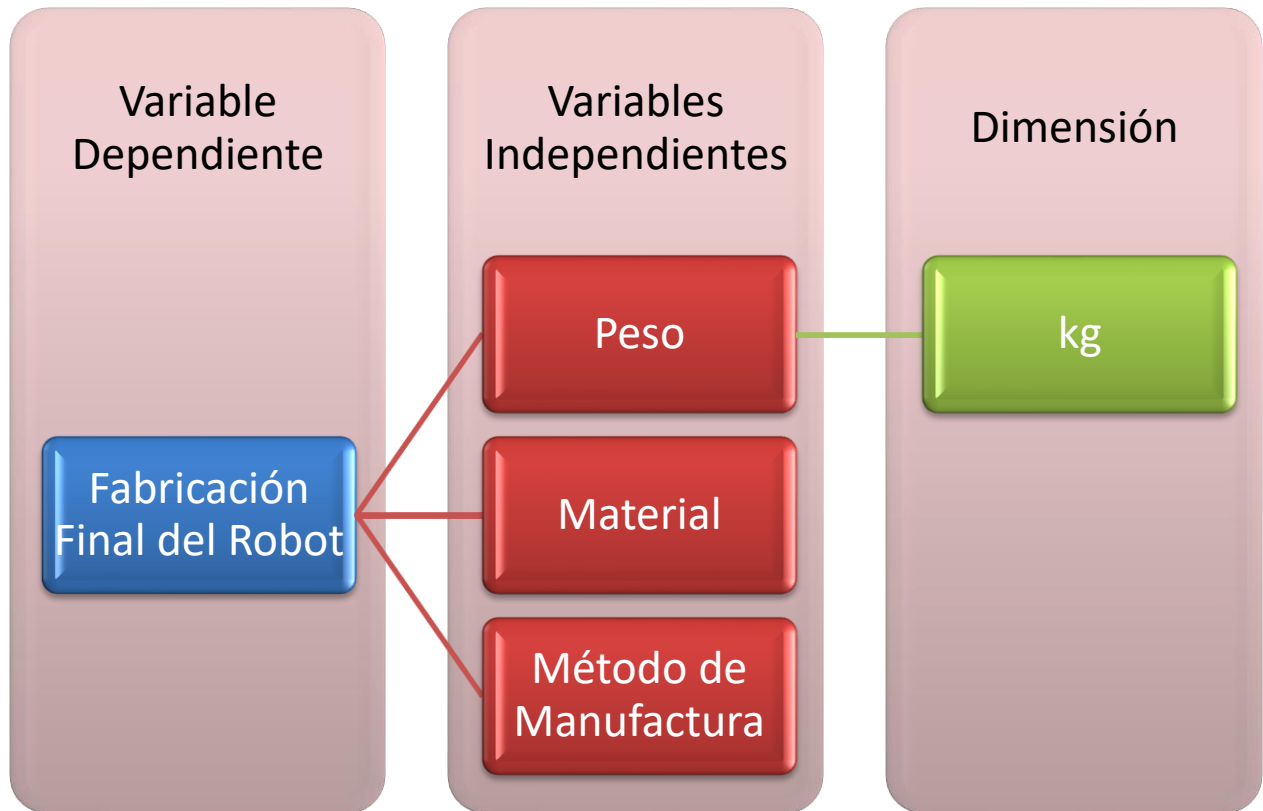 Variable
Dependiente
Variables
Independientes
Dimensión
Peso
kg
Fabricación
Final del Robot
Material
Método de
Manufactura